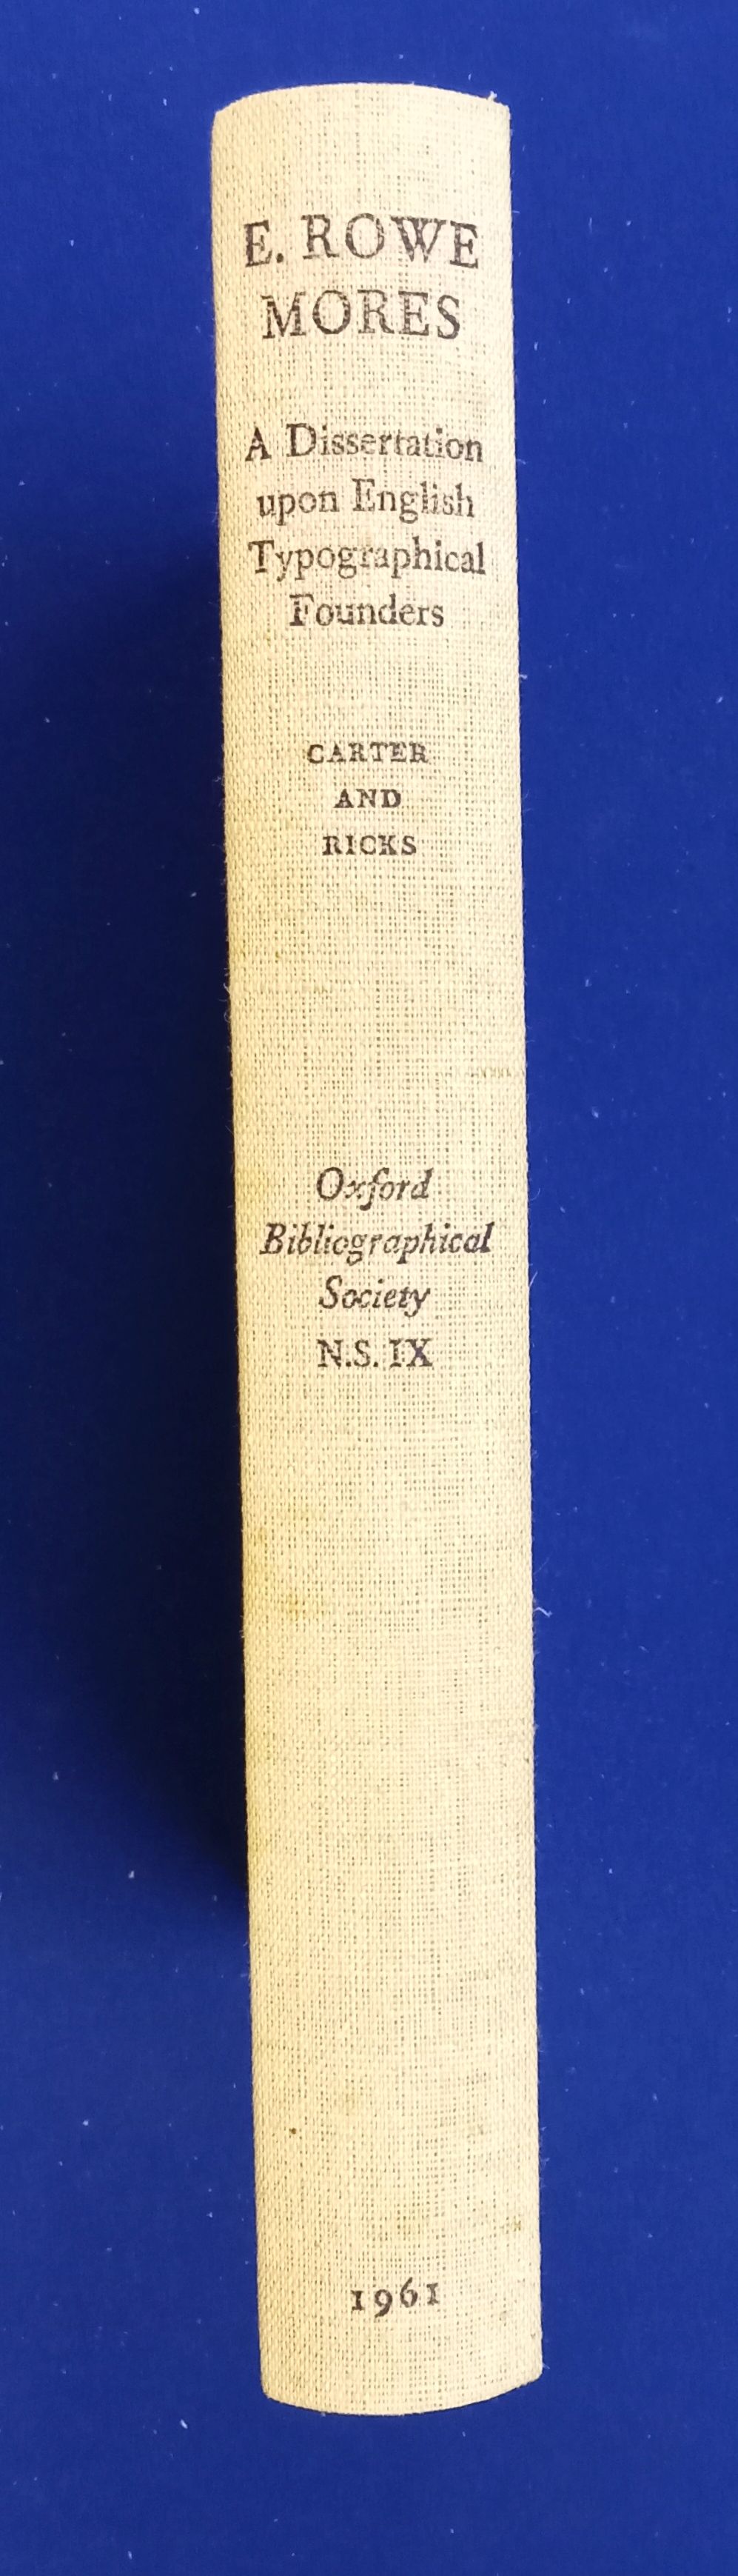 E. ROWE
MORES
A Dissertation
upon English
Typographical
Founders
CARTER
AND
RICKS
Oxford
Bibliographical
Society
N.S. IX
1961